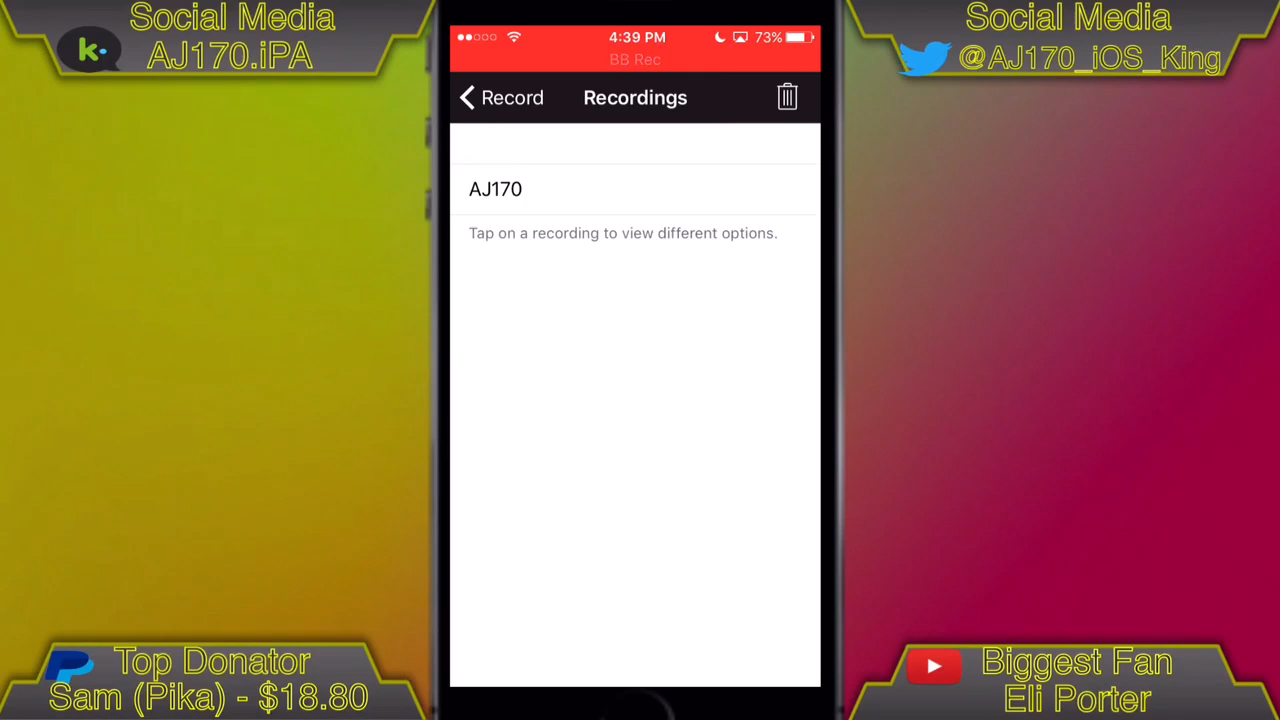 Social Media
AJ170.iPA
k.
Social Media
@AJ170_iOS_King
4:39 PM
73%
BB Rec
Record
Recordings
AJ170
Tap on a recording to view different options.
Top Donator
Sam (Pika) - $18.80
Biggest Fan
Eli Porter